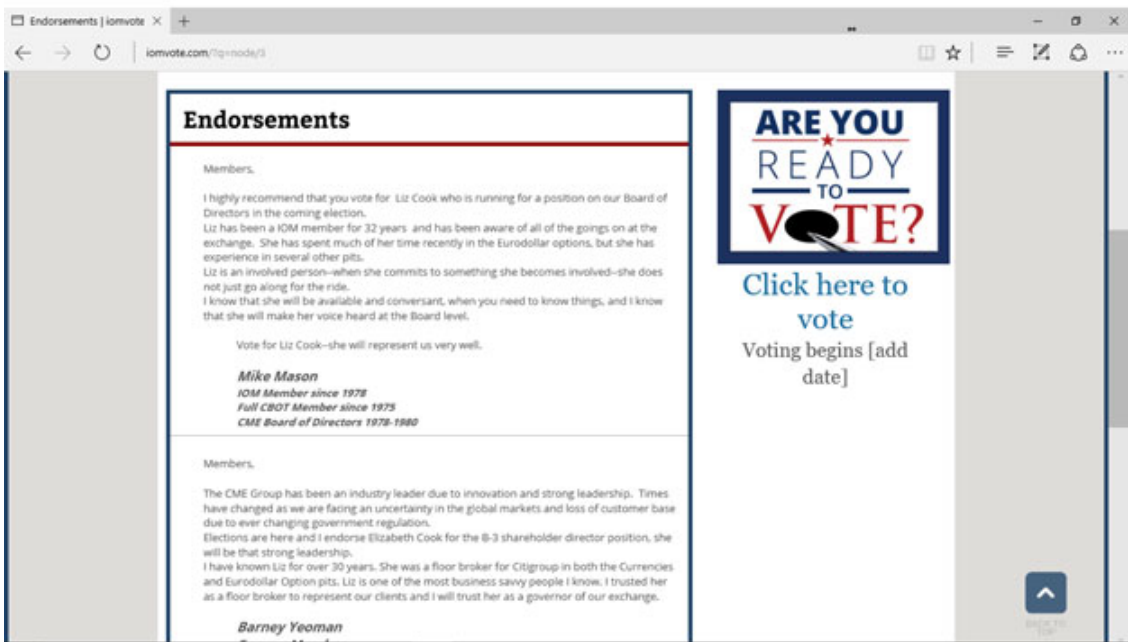 Endorsements | iomvote
iomvote.com/?q=node/3
Endorsements
Members,
I highly recommend that you vote for Liz Cook who is running for a position on our Board of
Directors in the coming election.
Liz has been a IOM member for 32 years and has been aware of all of the goings on at the
exchange. She has spent much of her time recently in the Eurodollar options, but she has
experience in several other pits.
Liz is an involved person--when she commits to something she becomes involved--she does
not just go along for the ride.
I know that she will be available and conversant, when you need to know things, and I know
that she will make her voice heard at the Board level.
Vote for Liz Cook--she will represent us very well.
Mike Mason
IOM Member since 1978
Full CBOT Member since 1975
CME Board of Directors 1978-1980
Members,
The CME Group has been an industry leader due to innovation and strong leadership. Times
have changed as we are facing an uncertainty in the global markets and loss of customer base
due to ever changing government regulation.
Elections are here and I endorse Elizabeth Cook for the B-3 shareholder director position, she
will be that strong leadership.
I have known Liz for over 30 years. She was a floor broker for Citigroup in both the Currencies
and Eurodollar Option pits. Liz is one of the most business savvy people I know. I trusted her
as a floor broker to represent our clients and I will trust her as a governor of our exchange.
Barney Yeoman
ARE YOU
READY
TO
VOTE?
Click here to
vote
Voting begins [add
date]
BACK TO
TOP